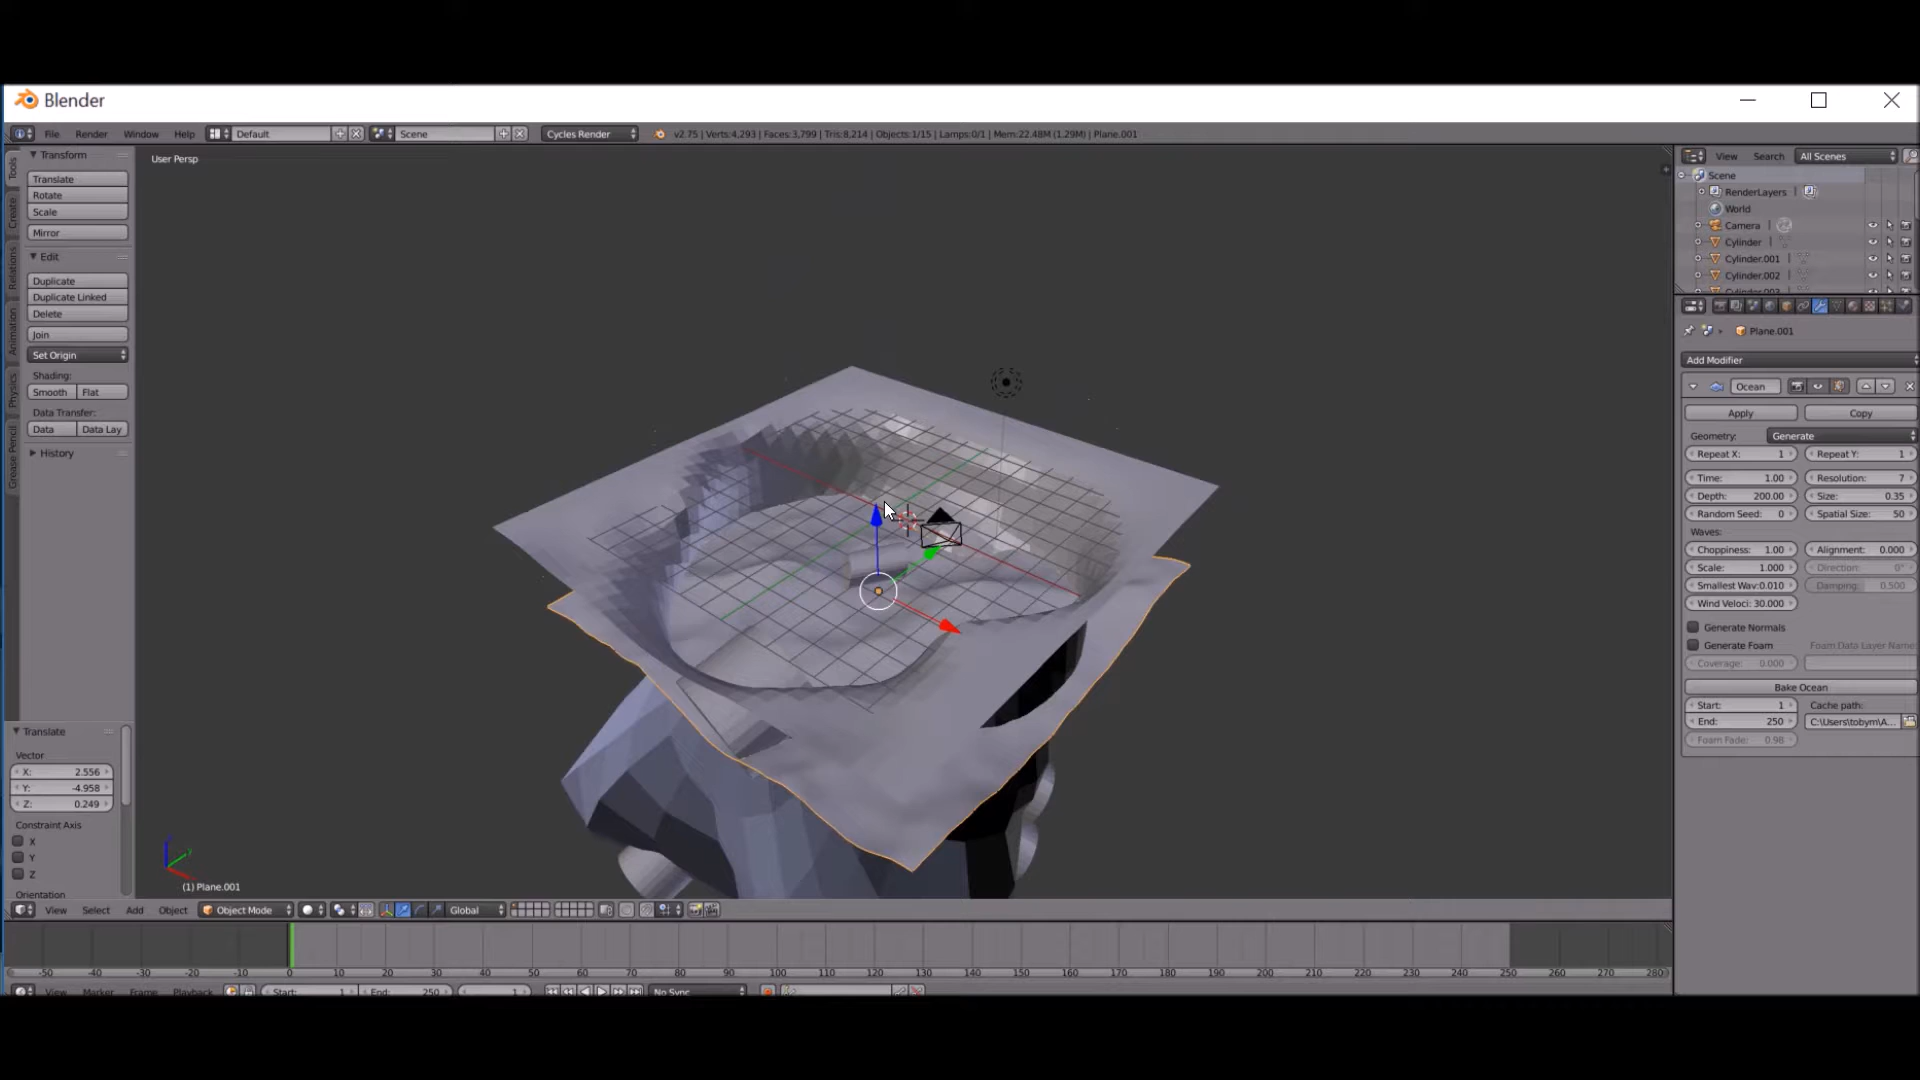 Blender
File Render Window Help Default Scene Cycles Render v2.75 | Verts:4,293 | Faces:3,799 | Tris:8,214 | Objects:1/15 | Lamps:0/1 | Mem:22.48M (1.29M) | Plane.001
Tools
Create
Relations
Animation
Physics
Grease Pencil
Transform
Translate
Rotate
Scale
Mirror
Edit
Duplicate
Duplicate Linked
Delete
Join
Set Origin
Shading:
Smooth Flat
Data Transfer:
Data Data Lay
History
Translate
Vector
X: 2.556
Y: -4.958
Z: 0.249
Constraint Axis
X
Y
Z
Orientation
User Persp
(1) Plane.001
View Search All Scenes
Scene
RenderLayers
World
Camera
Cylinder
Cylinder.001
Cylinder.002
Cylinder.003
Plane.001
Add Modifier
Ocean
Apply Copy
Geometry: Generate
Repeat X: 1 Repeat Y: 1
Time: 1.00 Resolution: 7
Depth: 200.00 Size: 0.35
Random Seed: 0 Spatial Size: 50
Waves:
Choppiness: 1.00 Alignment: 0.000
Scale: 1.000 Direction: 0°
Smallest Wav:0.010 Damping: 0.500
Wind Veloci: 30.000
Generate Normals
Generate Foam Foam Data Layer Name:
Coverage: 0.000
Bake Ocean
Start: 1 Cache path:
End: 250 C:\Users\tobym\A...
Foam Fade: 0.98
View Select Add Object Object Mode Global
-50 -40 -30 -20 -10 0 10 20 30 40 50 60 70 80 90 100 110 120 130 140 150 160 170 180 190 200 210 220 230 240 250 260 270 280
View Marker Frame Playback Start: 1 End: 250 1 No Sync